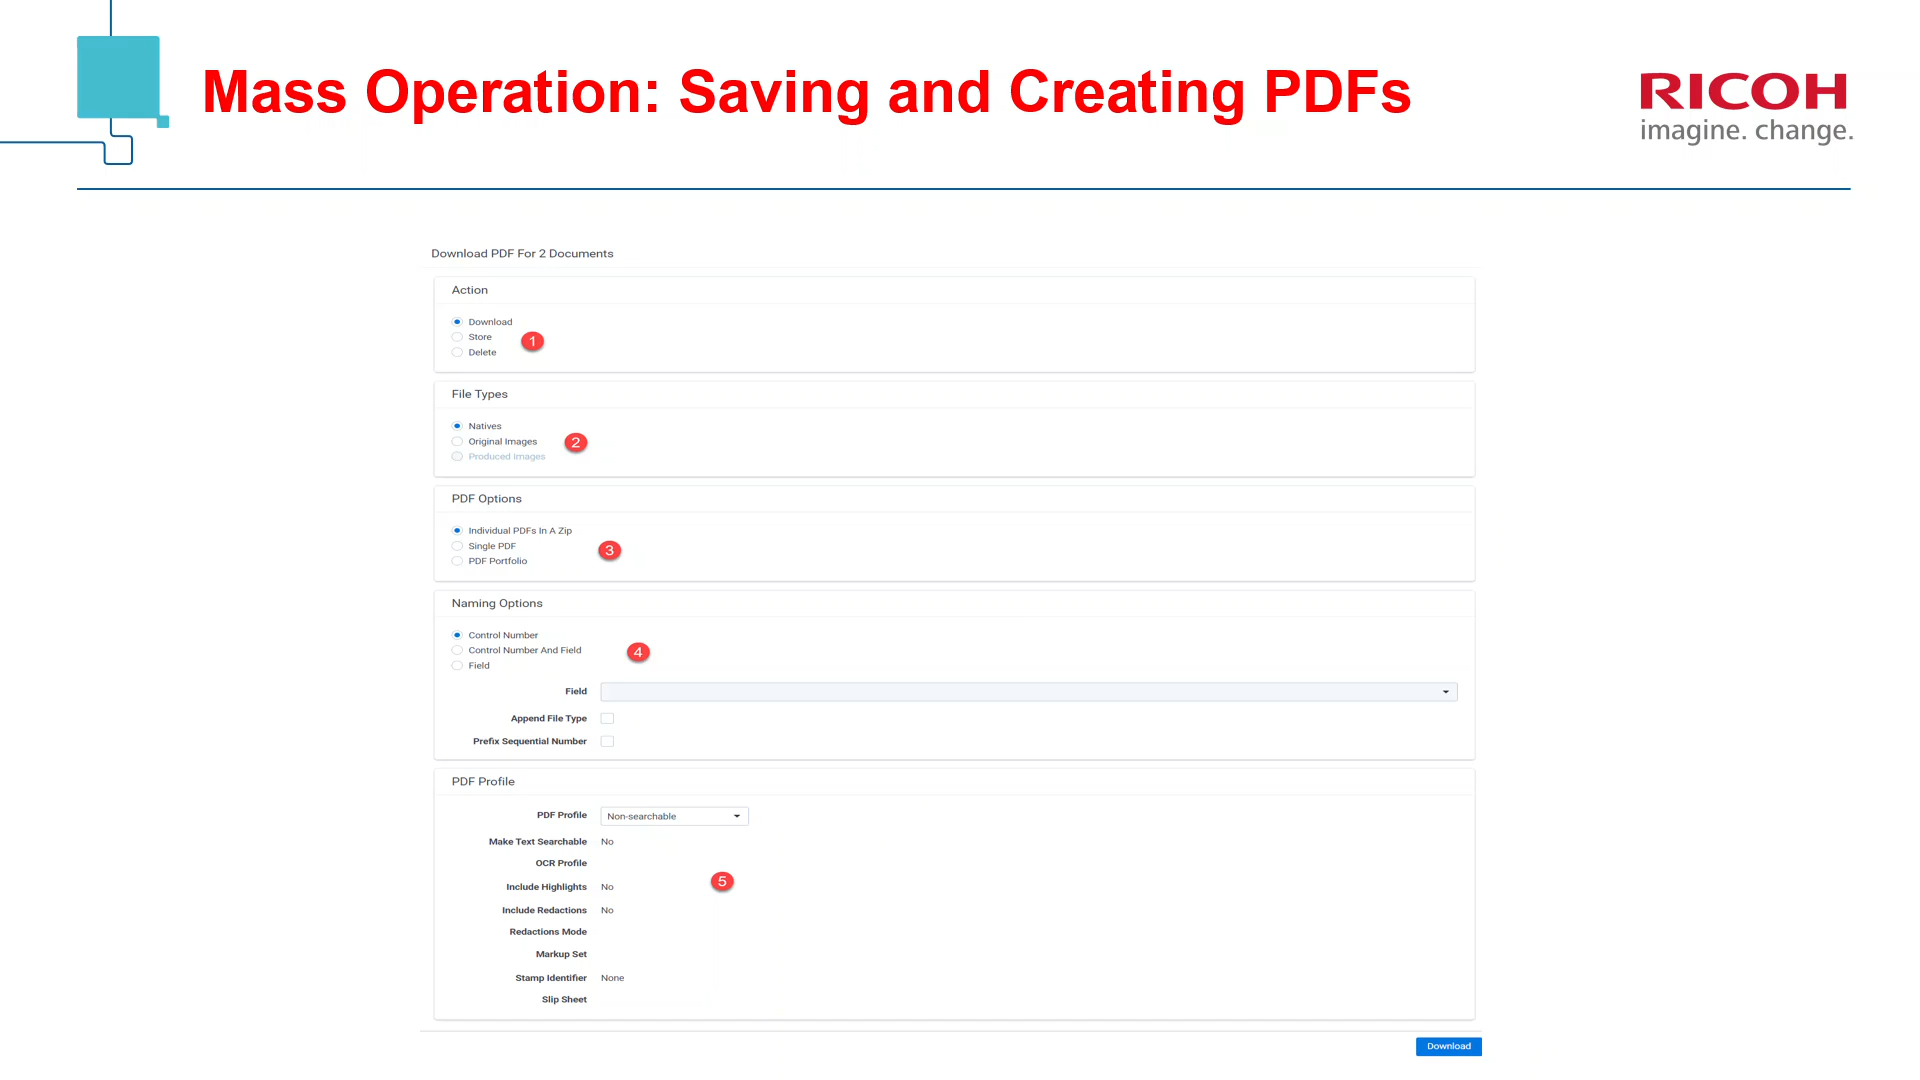 Mass Operation: Saving and Creating PDFs
RICOH
imagine. change.
Download PDF For 2 Documents
Action
Download
Store
Delete
1
File Types
Natives
Original Images
Produced Images
2
PDF Options
Individual PDFs In A Zip
Single PDF
PDF Portfolio
3
Naming Options
Control Number
Control Number And Field
Field
4
Field
Append File Type
Prefix Sequential Number
PDF Profile
PDF Profile Non-searchable
Make Text Searchable No
OCR Profile
5
Include Highlights No
Include Redactions No
Redactions Mode
Markup Set
Stamp Identifier None
Slip Sheet
Download